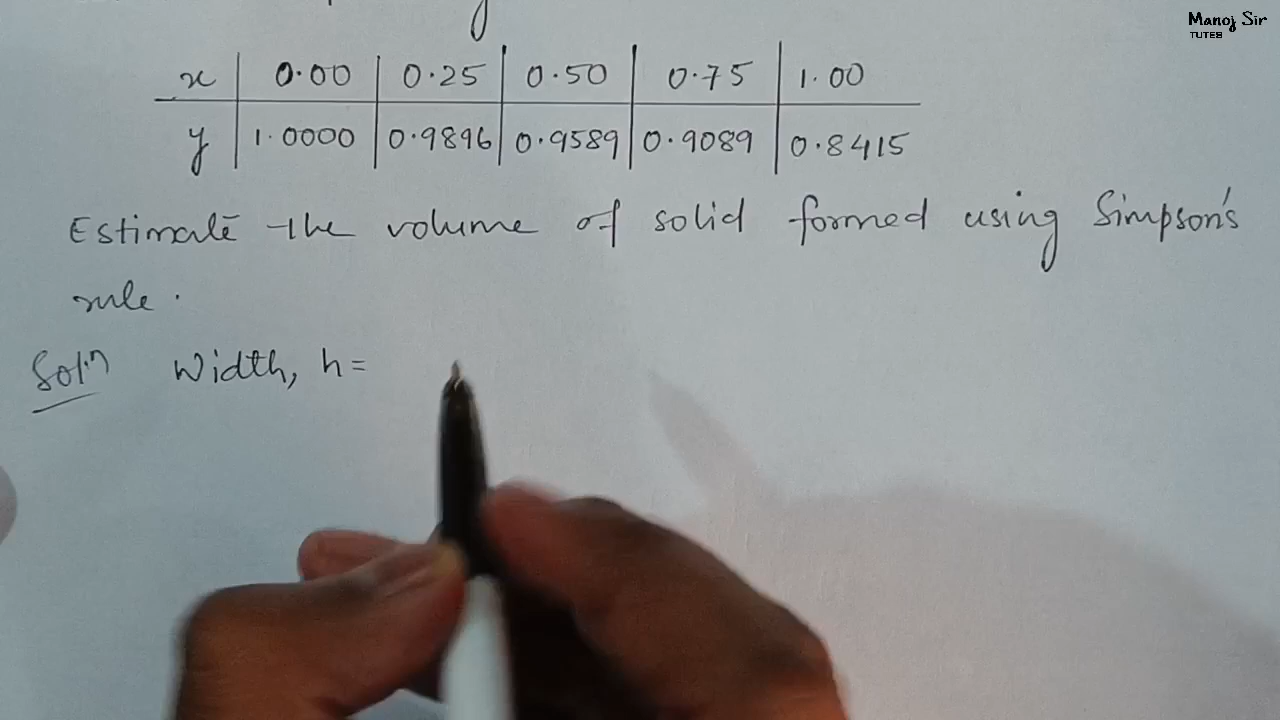 Manoj Sir
TUTES
x 0.00 0.25 0.50 0.75 1.00
y 1.0000 0.9896 0.9589 0.9089 0.8415
Estimate the volume of solid formed using Simpson's
rule.
Sol.n Width, h=